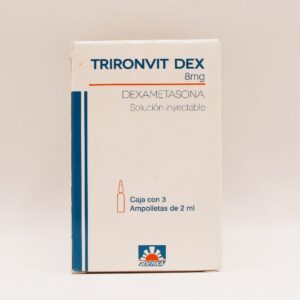 TRIRONVIT DEX
8mg
DEXAMETASONA
Solución inyectable
Caja con 3
Ampolletas de 2 ml